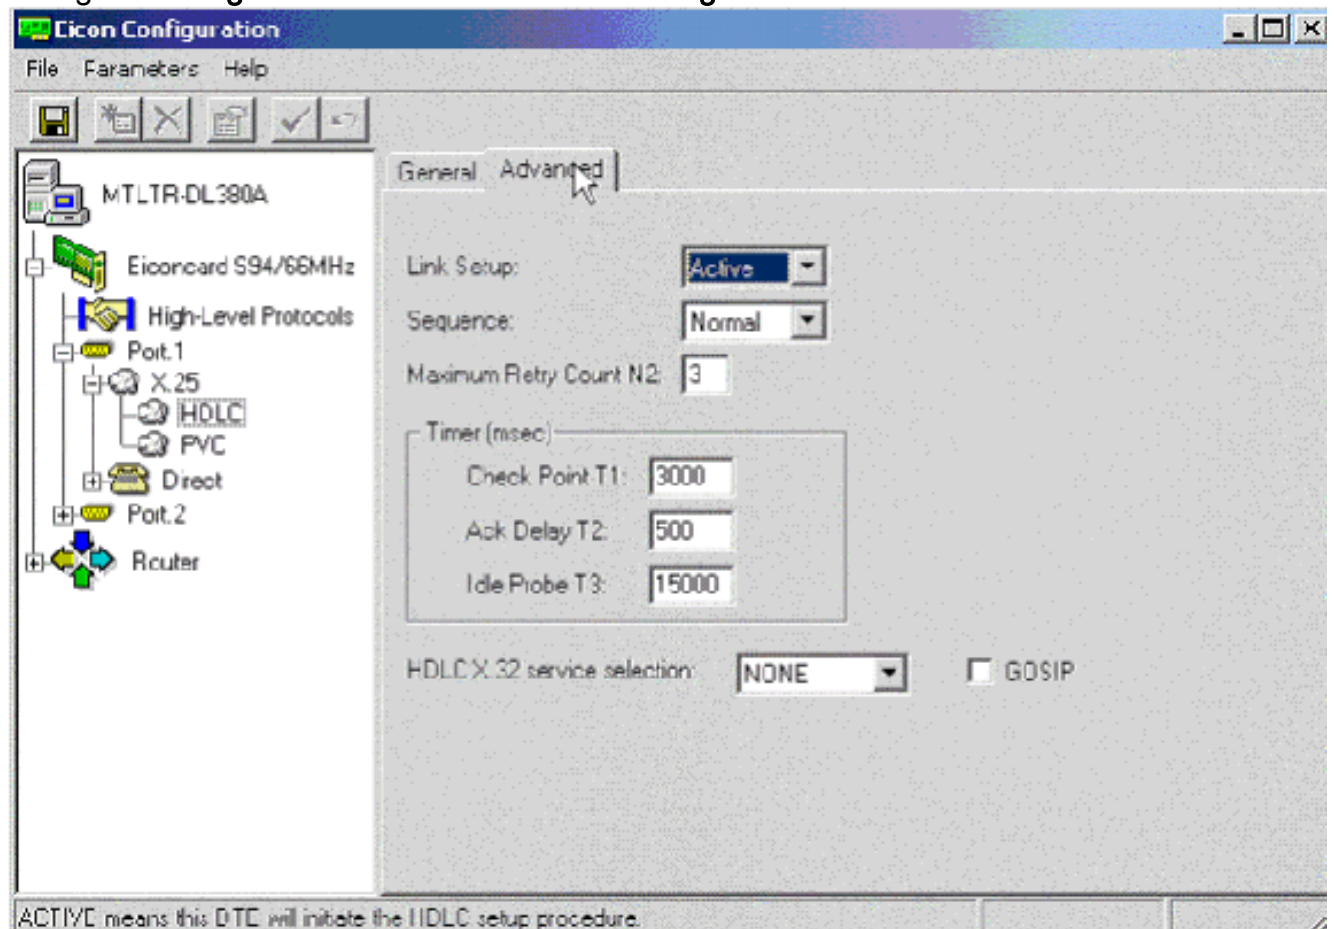 Eicon Configuration
File Parameters Help
General Advanced
MTLTR-DL380A
Eiconcard S94/66MHz
High-Level Protocols
Port.1
X.25
HDLC
PVC
Direct
Port.2
Router
Link Setup: Active
Sequence: Normal
Maximum Retry Count N2: 3
Timer (msec)
Check Point T1: 3000
Ack Delay T2: 500
Idle Probe T3: 15000
HDLC X.32 service selection: NONE GOSIP
ACTIVE means this DTE will initiate the HDLC setup procedure.